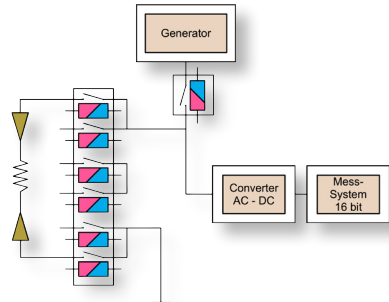 Generator
Converter
AC - DC
Mess-
System
16 bit